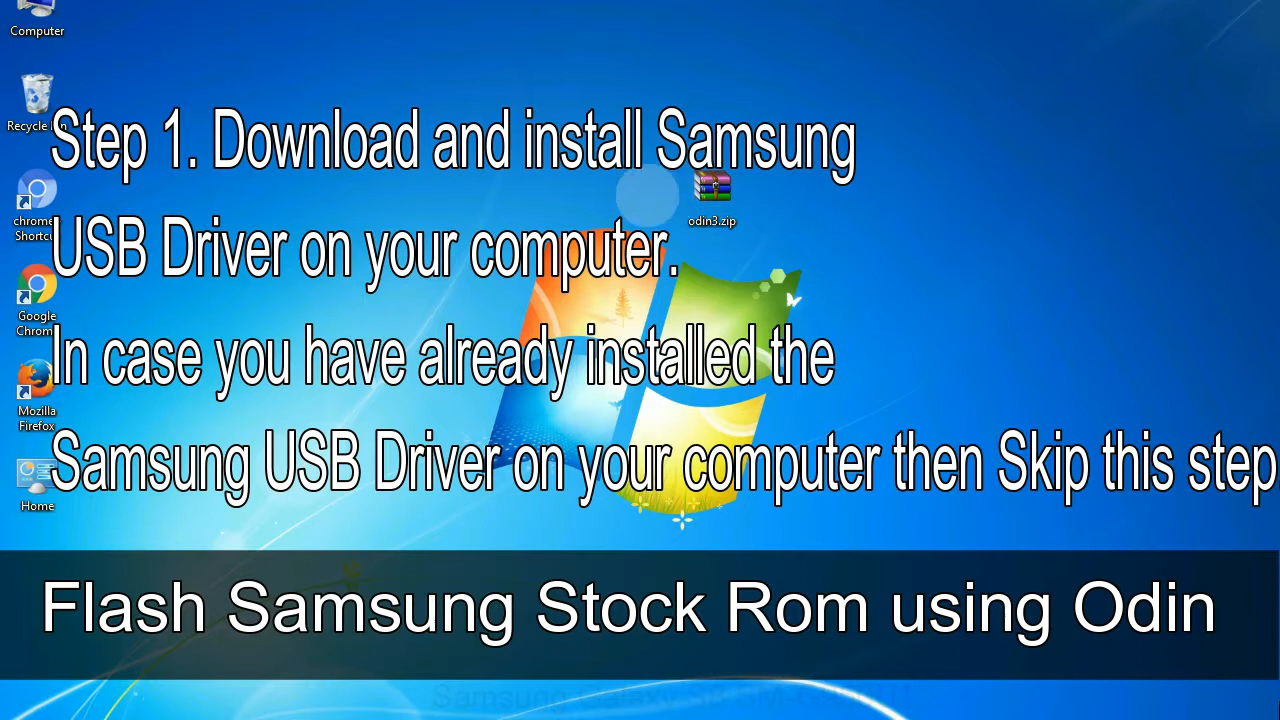 Computer
Recycle
Step 1. Download and install Samsung
chrome
Shortcu
odin3.zip
USB Driver on your computer.
Google
Chrom
In case you have already installed the
Mozilla
Firefox
Samsung USB Driver on your computer then Skip this step
Home
Flash Samsung Stock Rom using Odin
Samsung Galaxy